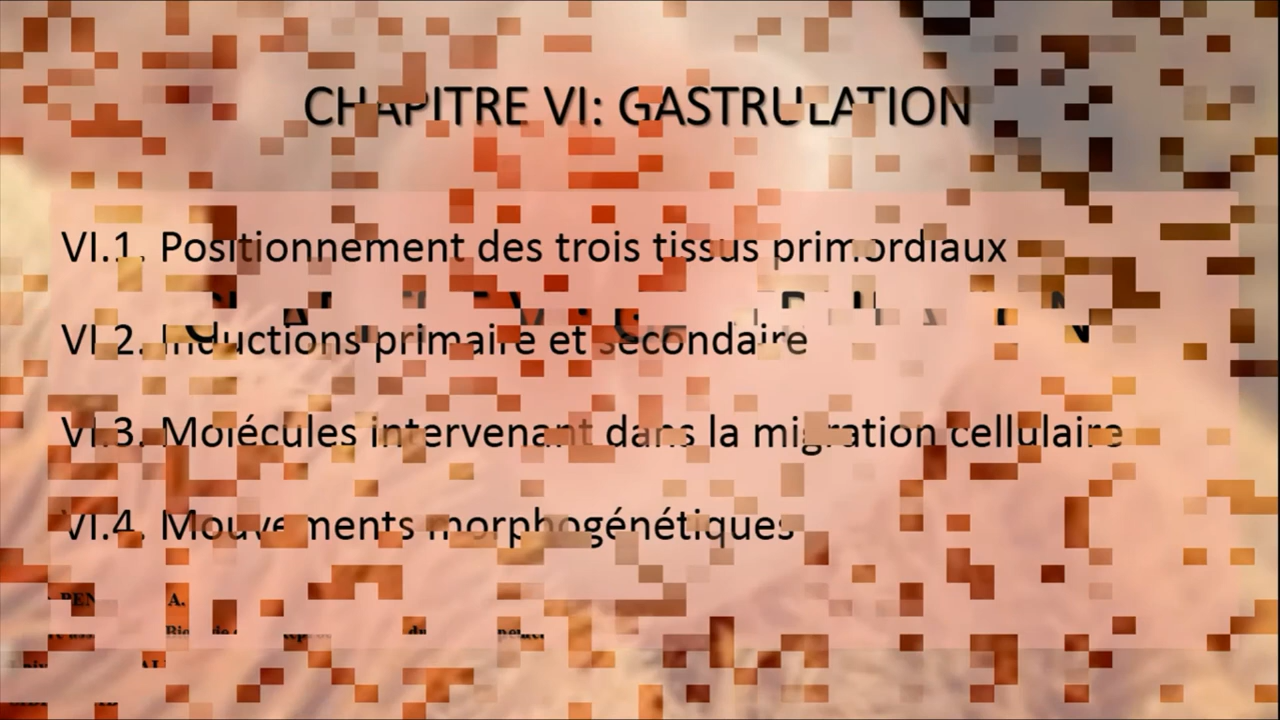 CHAPITRE VI: GASTRULATION
VI.1. Positionnement des trois tissus primordiaux
VI.2. Inductions primaire et secondaire
VI.3. Molécules intervenant dans la migration cellulaire
VI.4. Mouvements morphogénétiques
A.